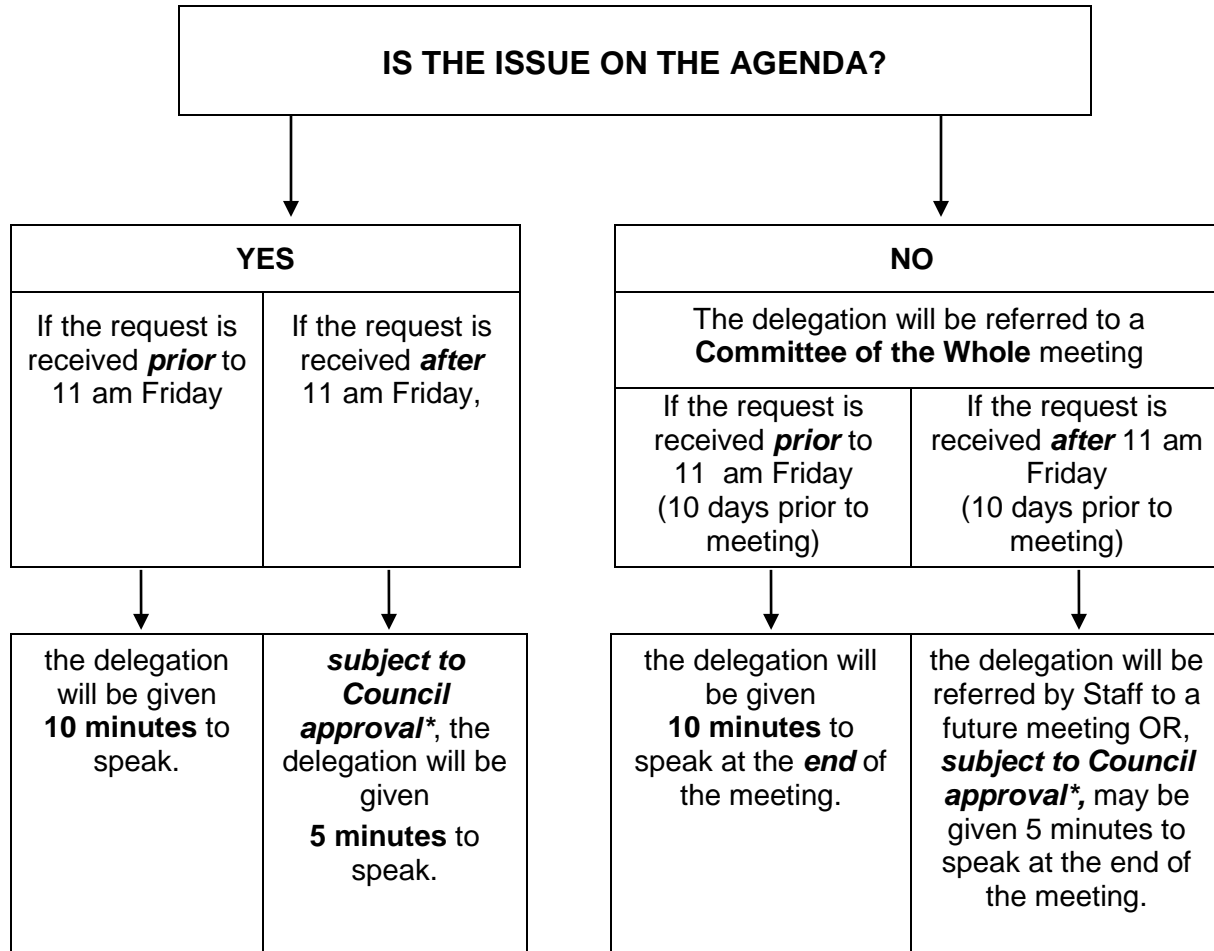 IS THE ISSUE ON THE AGENDA?
YES
If the request is
received prior to
11 am Friday
If the request is
received after
11 am Friday,
the delegation
will be given
10 minutes to
speak.
subject to
Council
approval*, the
delegation will be
given
5 minutes to
speak.
NO
The delegation will be referred to a
Committee of the Whole meeting
If the request is
received prior to
11 am Friday
(10 days prior to
meeting)
If the request is
received after 11 am
Friday
(10 days prior to
meeting)
the delegation will
be given
10 minutes to
speak at the end of
the meeting.
the delegation will be
referred by Staff to a
future meeting OR,
subject to Council
approval*, may be
given 5 minutes to
speak at the end of
the meeting.